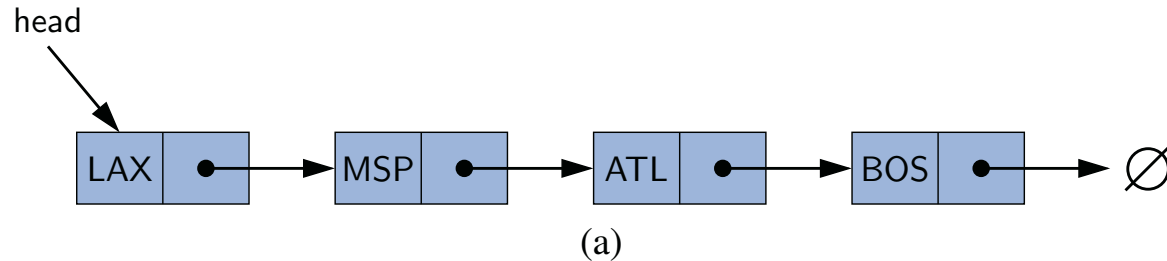 head
LAX MSP ATL BOS ∅
(a)